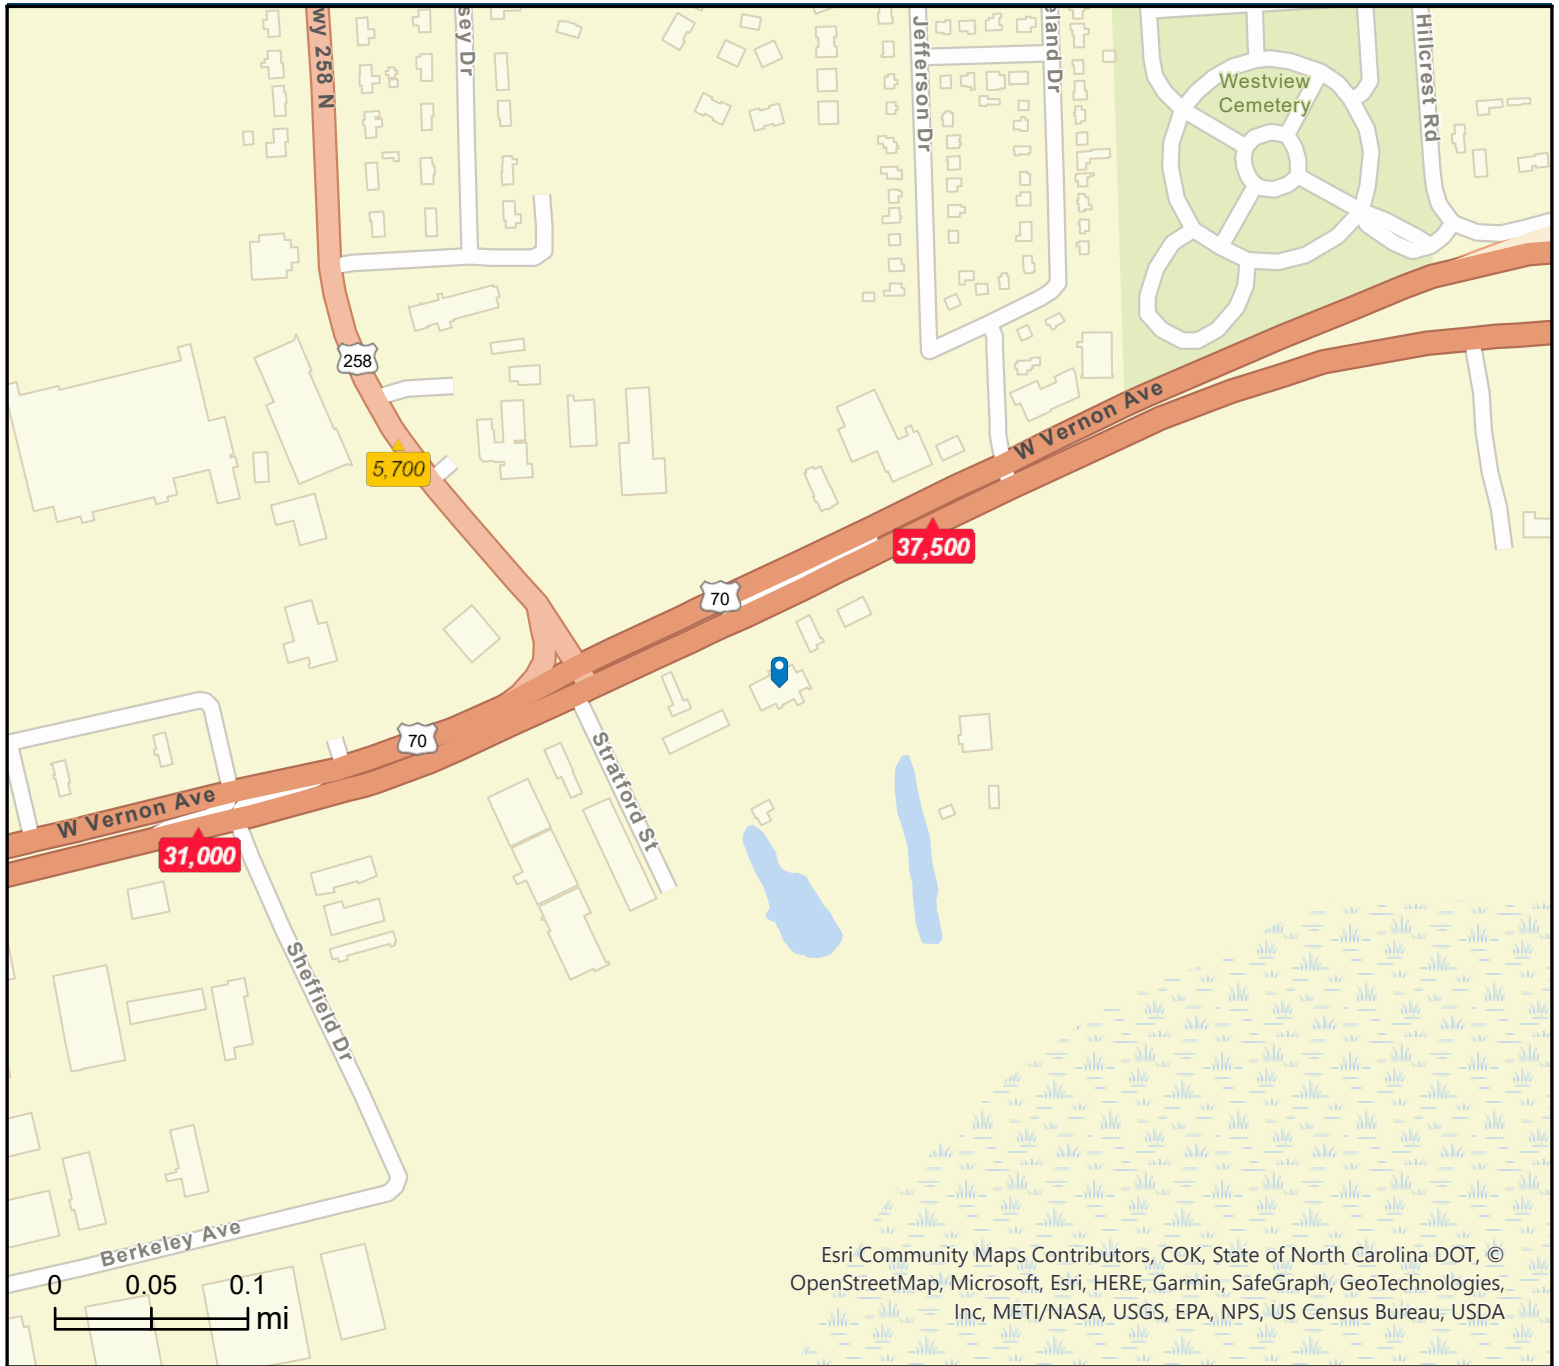 wy 258 N
sey Dr
Jefferson Dr
eland Dr
Westview
Cemetery
Hillcrest Rd
258
5,700
W Vernon Ave
37,500
70
70
Stratford St
W Vernon Ave
31,000
Sheffield Dr
Berkeley Ave
0 0.05 0.1
mi
Esri Community Maps Contributors, COK, State of North Carolina DOT, ©
OpenStreetMap, Microsoft, Esri, HERE, Garmin, SafeGraph, GeoTechnologies,
Inc, METI/NASA, USGS, EPA, NPS, US Census Bureau, USDA